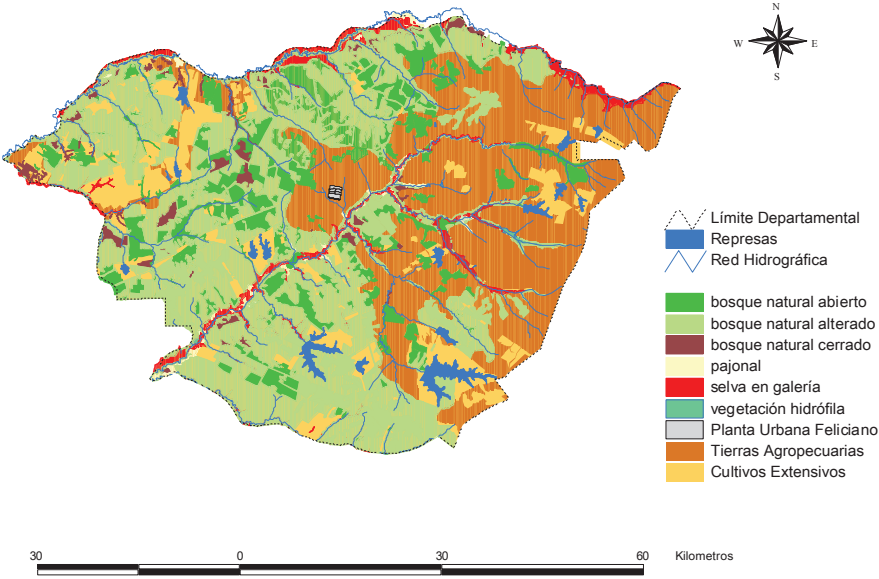 N
W
E
S
Límite Departamental
Represas
Red Hidrográfica
bosque natural abierto
bosque natural alterado
bosque natural cerrado
pajonal
selva en galería
vegetación hidrófila
Planta Urbana Feliciano
Tierras Agropecuarias
Cultivos Extensivos
30 0 30 60 Kilometros